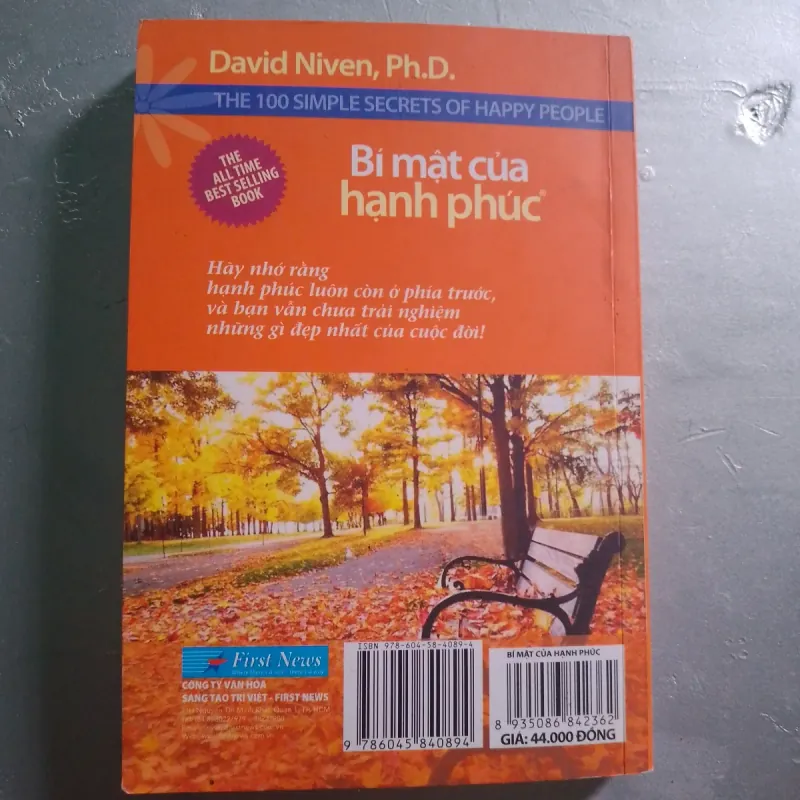 David Niven, Ph.D.
THE 100 SIMPLE SECRETS OF HAPPY PEOPLE
THE
ALL TIME
BEST SELLING
BOOK
Bí mật của
hạnh phúc®
Hãy nhớ rằng
hạnh phúc luôn còn ở phía trước,
và bạn vẫn chưa trải nghiệm
những gì đẹp nhất của cuộc đời!
First News
CÔNG TY VĂN HÓA
SÁNG TẠO TRÍ VIỆT - FIRST NEWS
ISBN 978-604-58-4089-4
9 786045 840894
BÍ MẬT CỦA HẠNH PHÚC
8 935086 842362
GIÁ: 44.000 ĐỒNG